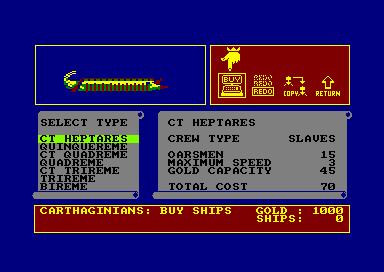 BUY
REDO
REDO
REDO
COPY
RETURN
SELECT TYPE
CT HEPTARES
QUINQUEREME
CT QUADREME
QUADREME
CT TRIREME
TRIREME
BIREME
CT HEPTARES
CREW TYPE SLAVES
OARSMEN 15
MAXIMUM SPEED 3
GOLD CAPACITY 45
TOTAL COST 70
CARTHAGINIANS: BUY SHIPS GOLD : 1000
SHIPS: 0